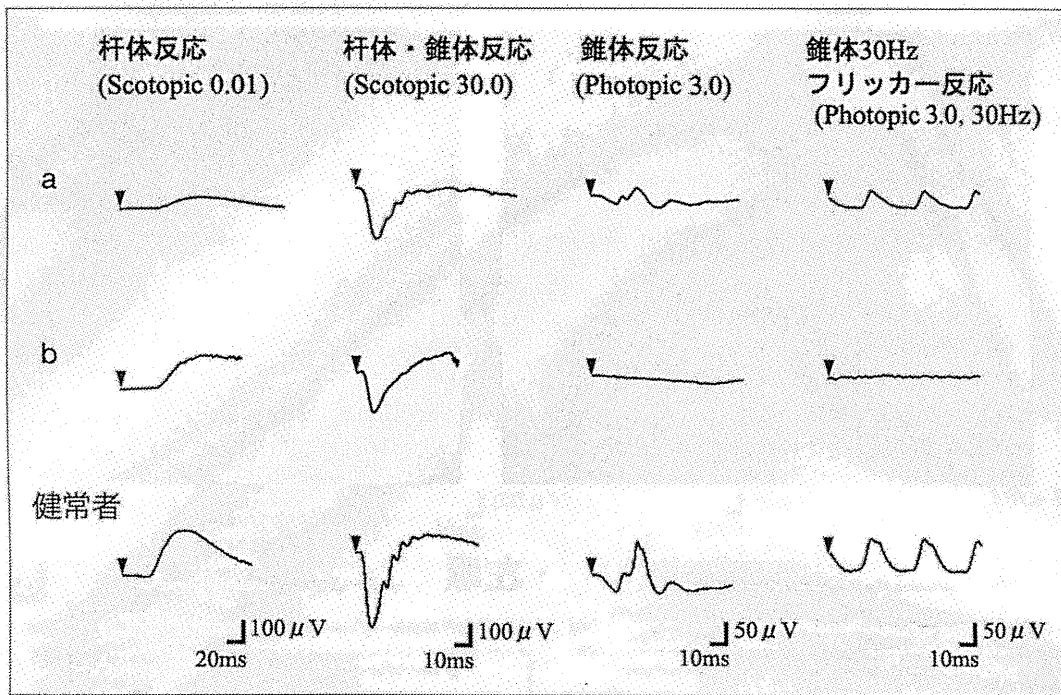 杆体反応
(Scotopic 0.01)
杆体・錐体反応
(Scotopic 30.0)
錐体反応
(Photopic 3.0)
錐体30Hz
フリッカー反応
(Photopic 3.0, 30Hz)
a
b
健常者
100μV
20ms
100μV
10ms
50μV
10ms
50μV
10ms